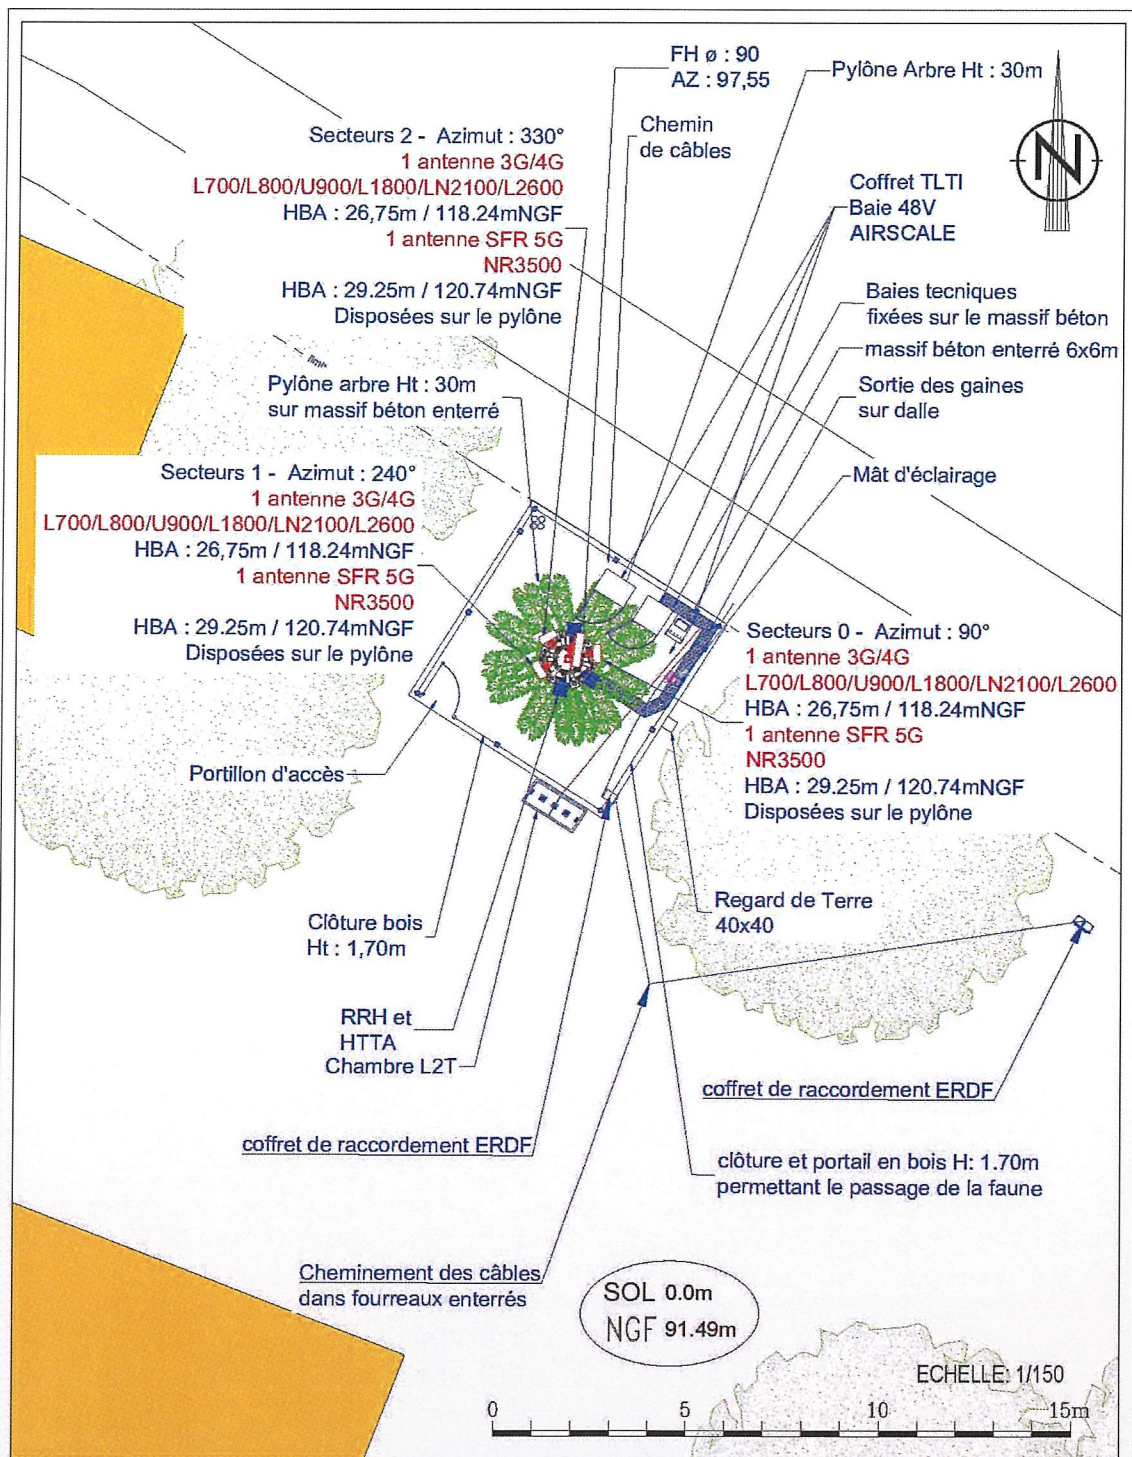 FH ø : 90
AZ : 97,55
Pylône Arbre Ht : 30m
N
Chemin
de câbles
Secteurs 2 - Azimut : 330°
1 antenne 3G/4G
L700/L800/U900/L1800/LN2100/L2600
HBA : 26,75m / 118.24mNGF
1 antenne SFR 5G
NR3500
HBA : 29.25m / 120.74mNGF
Disposées sur le pylône
Coffret TLTI
Baie 48V
AIRSCALE
Baies tecniques
fixées sur le massif béton
massif béton enterré 6x6m
Sortie des gaines
sur dalle
Mât d'éclairage
Pylône arbre Ht : 30m
sur massif béton enterré
Secteurs 1 - Azimut : 240°
1 antenne 3G/4G
L700/L800/U900/L1800/LN2100/L2600
HBA : 26,75m / 118.24mNGF
1 antenne SFR 5G
NR3500
HBA : 29.25m / 120.74mNGF
Disposées sur le pylône
Secteurs 0 - Azimut : 90°
1 antenne 3G/4G
L700/L800/U900/L1800/LN2100/L2600
HBA : 26,75m / 118.24mNGF
1 antenne SFR 5G
NR3500
HBA : 29.25m / 120.74mNGF
Disposées sur le pylône
Portillon d'accès
Clôture bois
Ht : 1,70m
Regard de Terre
40x40
RRH et
HTTA
Chambre L2T
coffret de raccordement ERDF
coffret de raccordement ERDF
clôture et portail en bois H: 1.70m
permettant le passage de la faune
Cheminement des câbles
dans fourreaux enterrés
SOL 0.0m
NGF 91.49m
ECHELLE: 1/150
0 5 10 15m